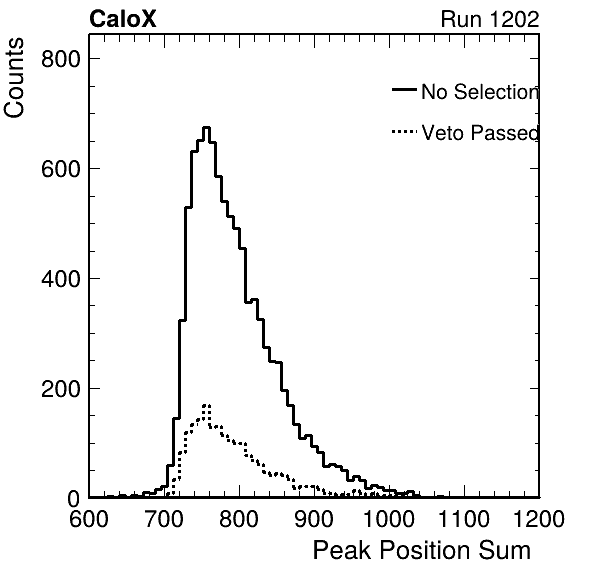 CaloX Run 1202
Counts
800
No Selection
Veto Passed
600
400
200
0
600 700 800 900 1000 1100 1200
Peak Position Sum